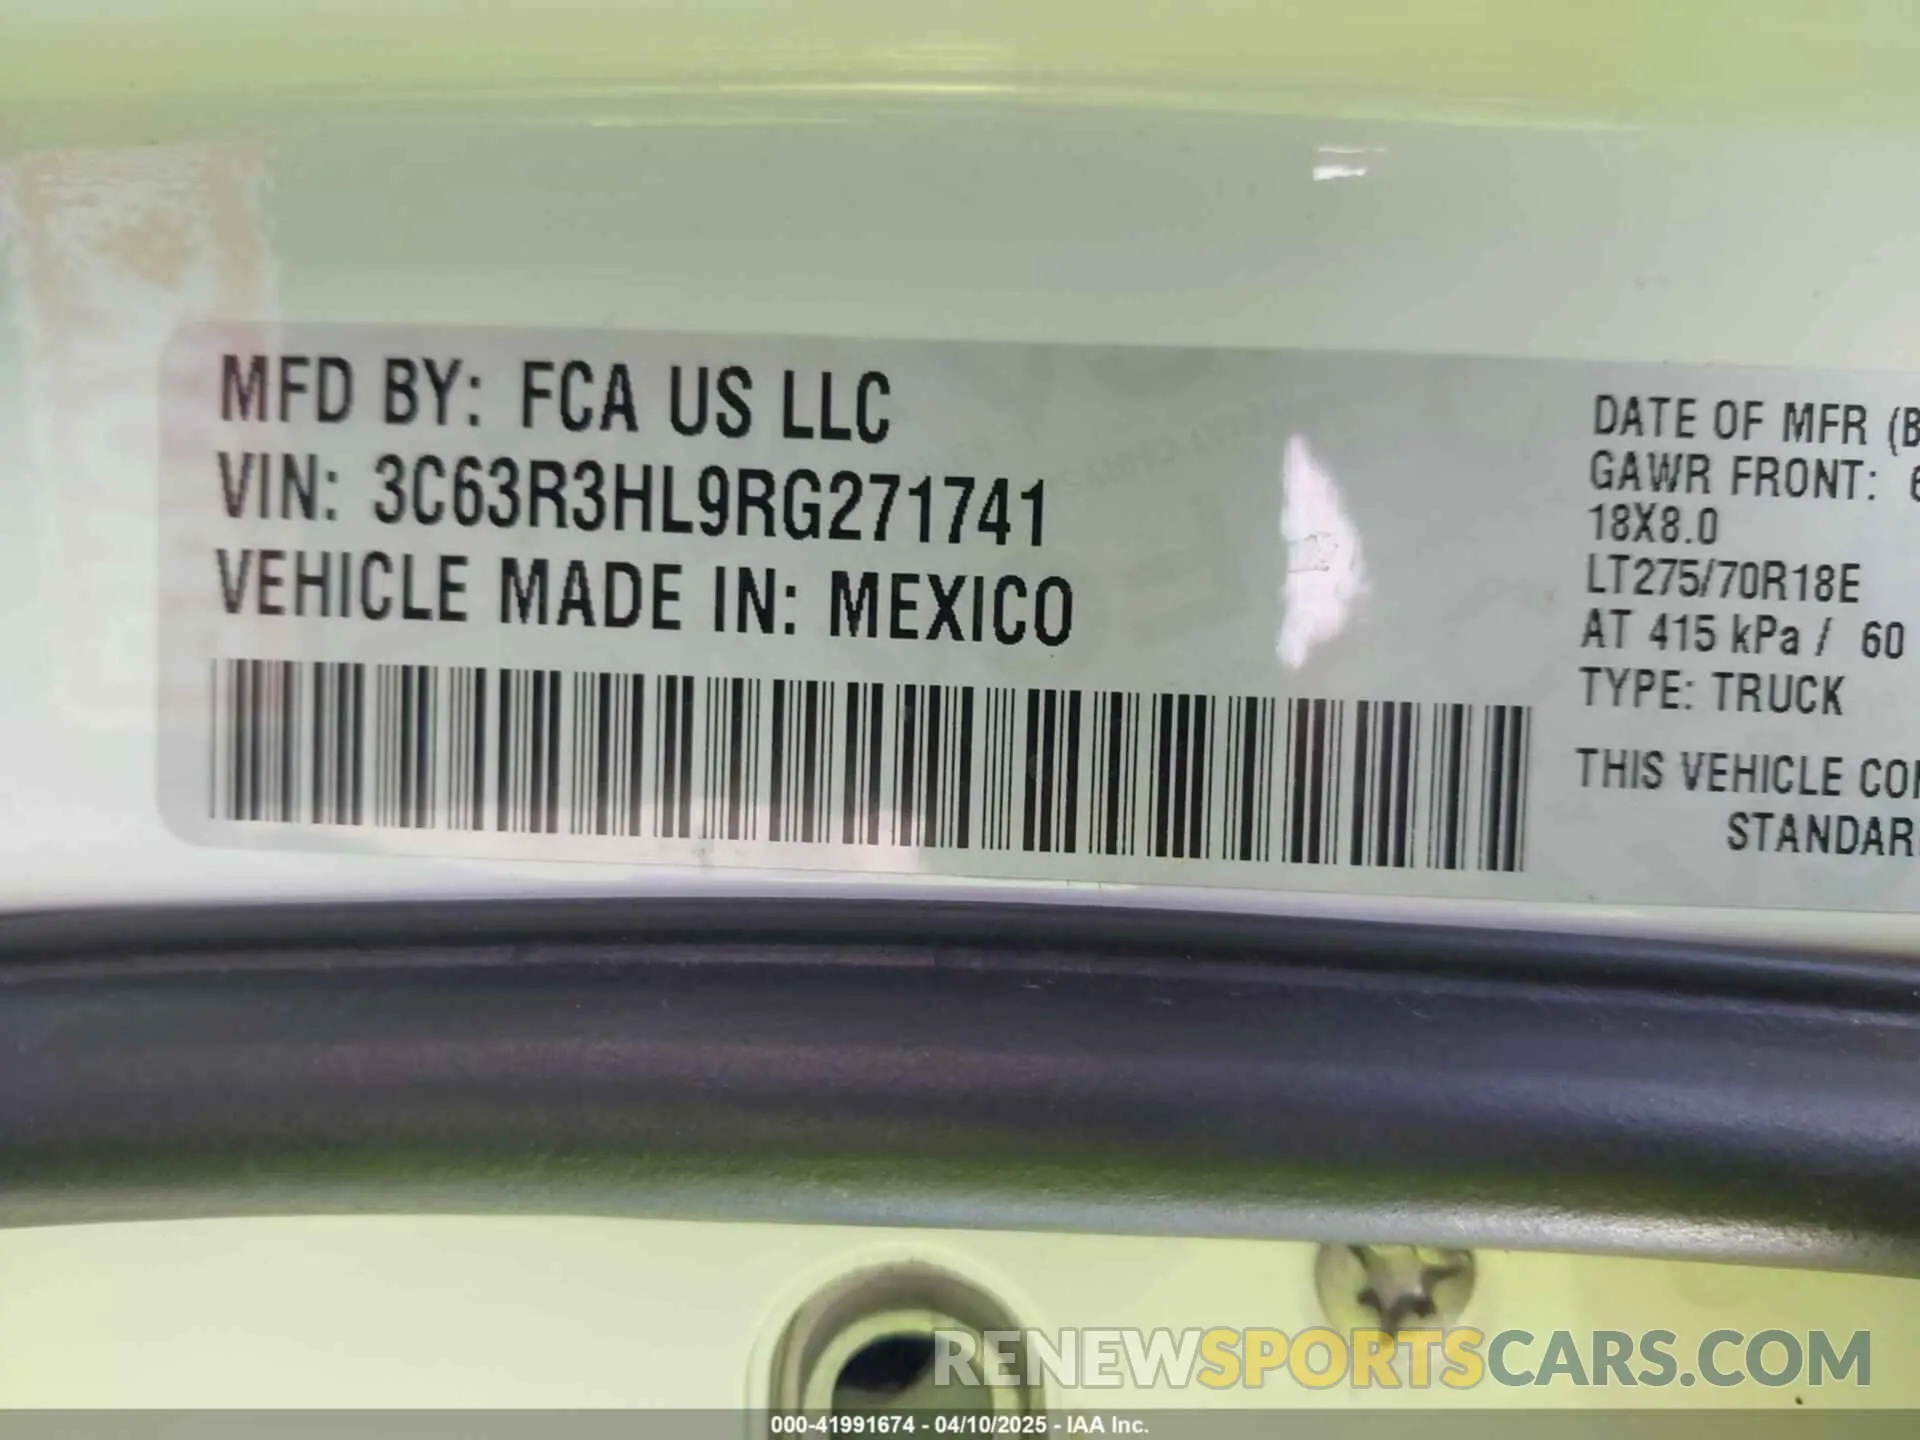 MFD BY: FCA US LLC
VIN: 3C63R3HL9RG271741
VEHICLE MADE IN: MEXICO
DATE OF MFR (B
GAWR FRONT: 6
18X8.0
LT275/70R18E
AT 415 kPa / 60
TYPE: TRUCK
THIS VEHICLE CO
STANDAR
RENEWSPORTSCARS.COM
000-41991674 - 04/10/2025 - IAA Inc.